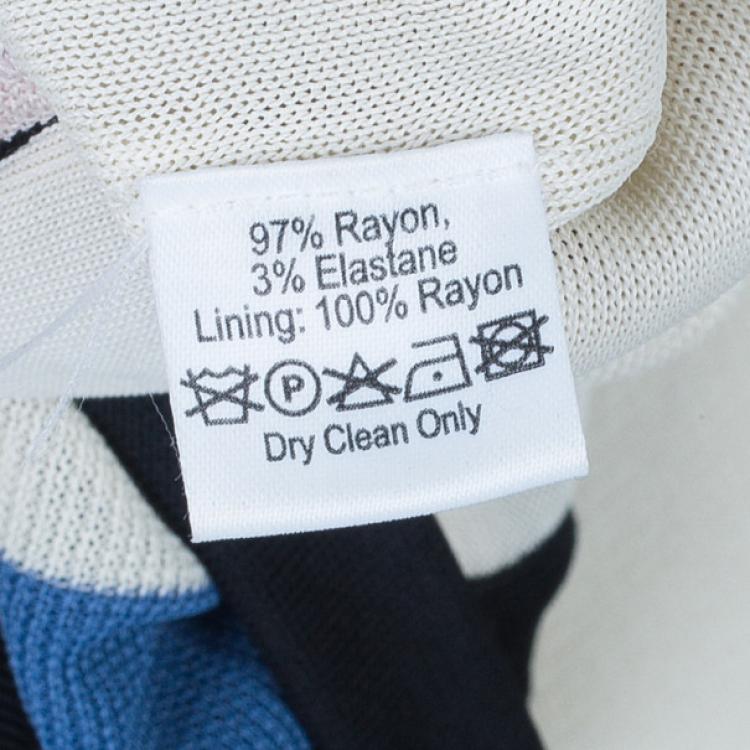 97% Rayon,
3% Elastane
Lining: 100% Rayon
P
Dry Clean Only